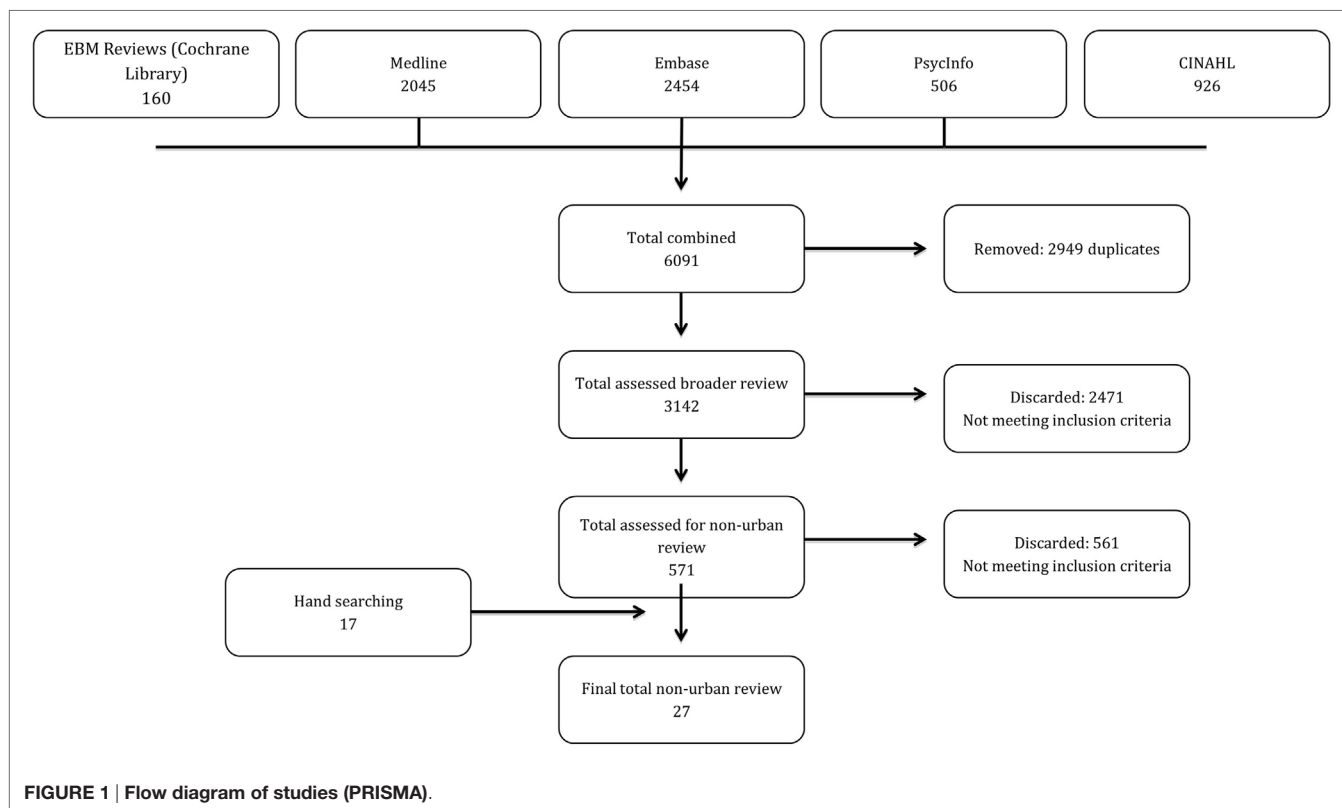 EBM Reviews (Cochrane
Library)
160
Medline
2045
Embase
2454
PsycInfo
506
CINAHL
926
Total combined
6091
Removed: 2949 duplicates
Total assessed broader review
3142
Discarded: 2471
Not meeting inclusion criteria
Total assessed for non-urban
review
571
Discarded: 561
Not meeting inclusion criteria
Hand searching
17
Final total non-urban review
27
FIGURE 1 | Flow diagram of studies (PRISMA).